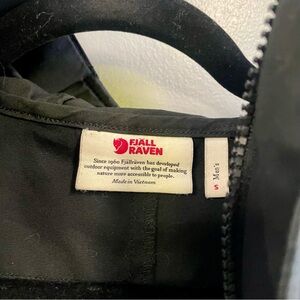 FJÄLL
RÄVEN
Since 1960 Fjällräven has developed
outdoor equipment with the goal of making
nature more accessible to people.
Made in Vietnam
S Men's